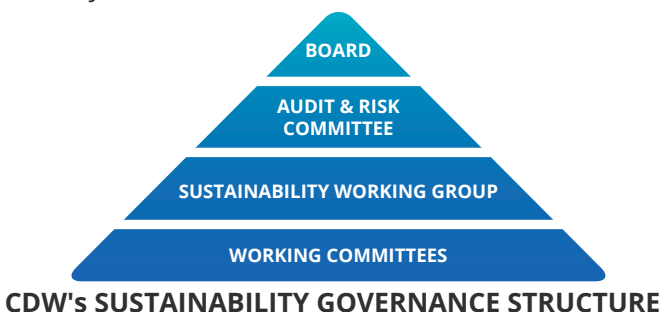 BOARD
AUDIT & RISK
COMMITTEE
SUSTAINABILITY WORKING GROUP
WORKING COMMITTEES
CDW's SUSTAINABILITY GOVERNANCE STRUCTURE